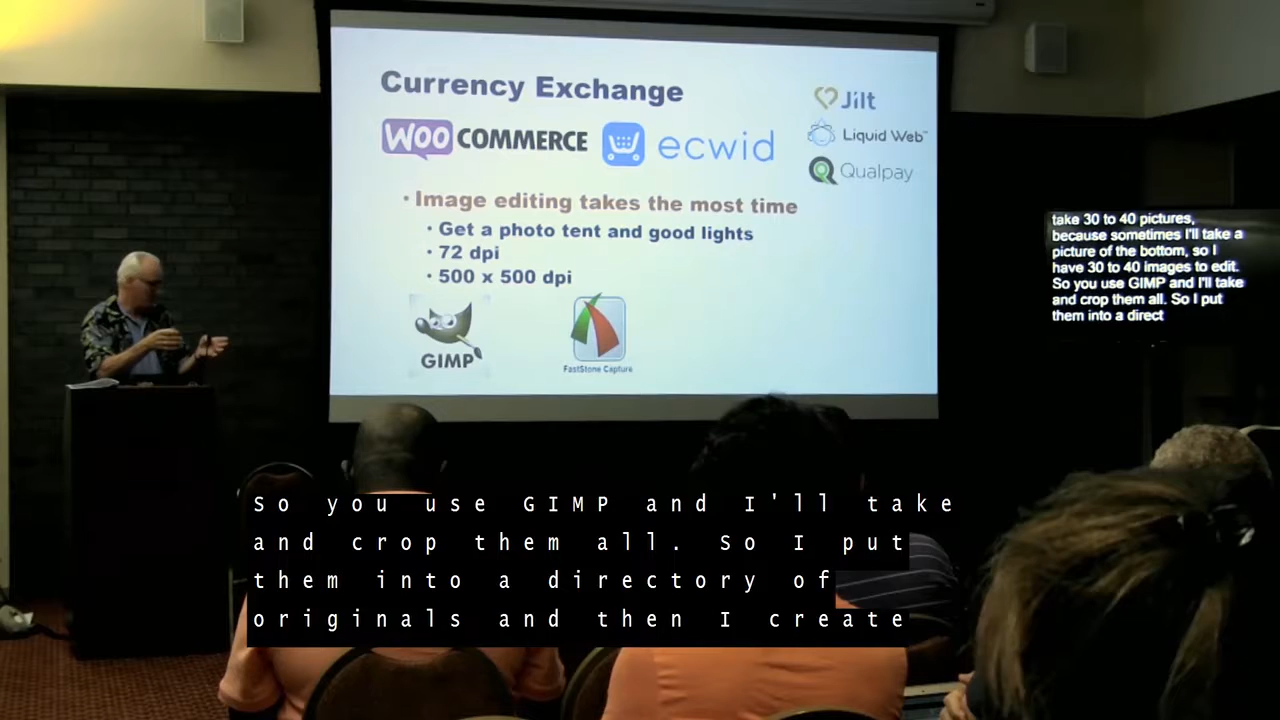 Currency Exchange
WOO COMMERCE
ecwid
Jilt
Liquid Web™
Qualpay
• Image editing takes the most time
• Get a photo tent and good lights
• 72 dpi
• 500 x 500 dpi
GIMP
FastStone Capture
take 30 to 40 pictures,
because sometimes I'll take a
picture of the bottom, so I
have 30 to 40 images to edit.
So you use GIMP and I'll take
and crop them all. So I put
them into a direct
So you use GIMP and I'll take
and crop them all. So I put
them into a directory of
originals and then I create